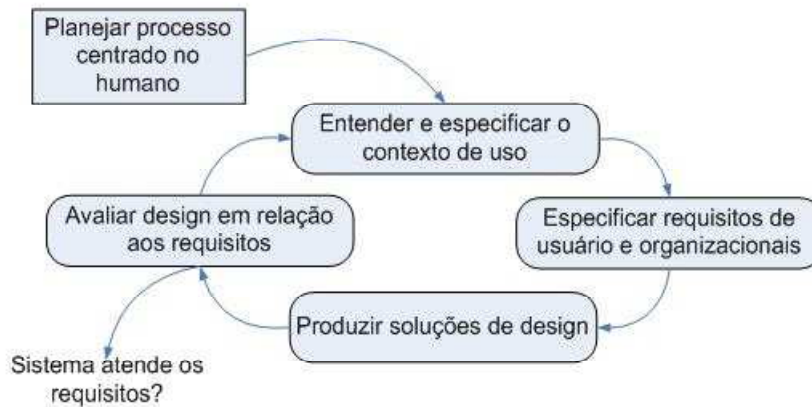 Planejar processo
centrado no
humano
Entender e especificar o
contexto de uso
Avaliar design em relação
aos requisitos
Especificar requisitos de
usuário e organizacionais
Produzir soluções de design
Sistema atende os
requisitos?